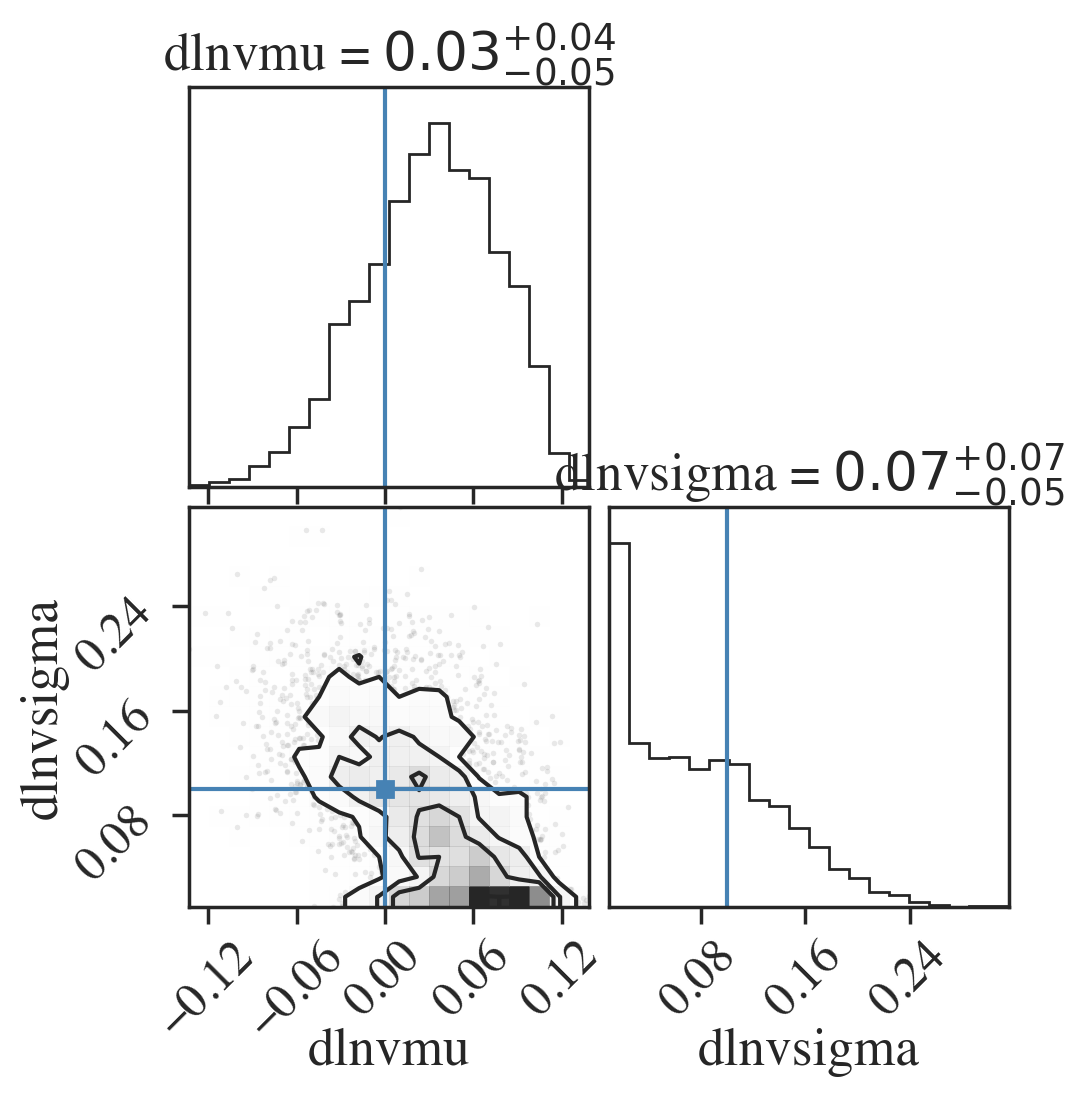 dlnvmu = 0.03 +0.04 −0.05
dlnvsigma = 0.07 +0.07 −0.05
dlnvsigma
0.24
0.16
0.08
−0.12 −0.06 0.00 0.06 0.12
0.08 0.16 0.24
dlnvmu
dlnvsigma